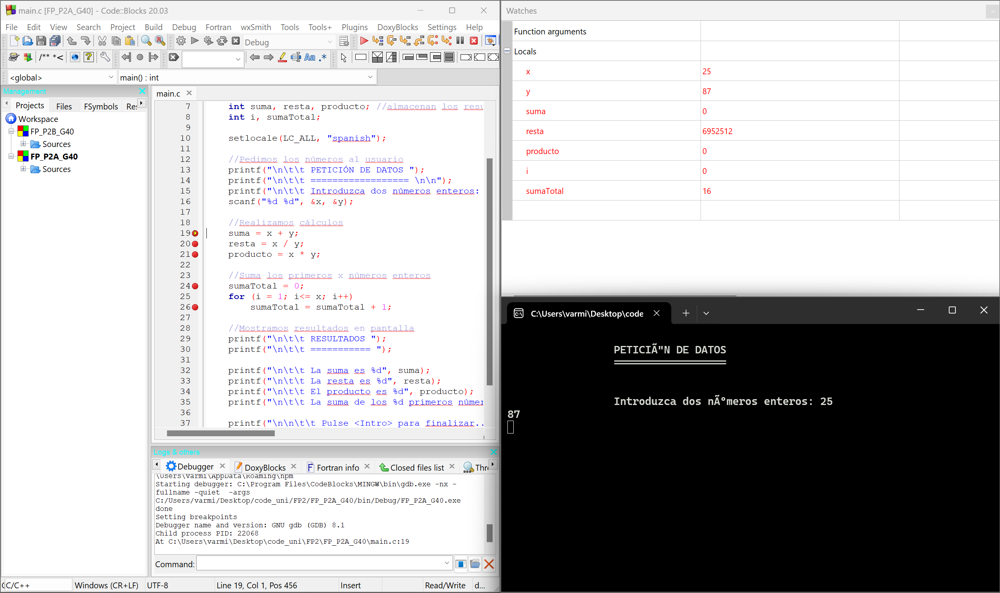 main.c [FP_P2A_G40] - Code::Blocks 20.03
File Edit View Search Project Build Debug Fortran wxSmith Tools Tools+ Plugins DoxyBlocks Settings Help
Debug
/** *<
Aa .*
<global> main() : int
Management
Projects Files FSymbols Re
Workspace
FP_P2B_G40
Sources
FP_P2A_G40
Sources
main.c
7 int suma, resta, producto; //almacenan los resu
8 int i, sumaTotal;
9
10 setlocale(LC_ALL, "spanish");
11
12 //Pedimos los números al usuario
13 printf("\n\t\t PETICIÓN DE DATOS ");
14 printf("\n\t\t ================== \n\n");
15 printf("\n\t\t Introduzca dos números enteros:
16 scanf("%d %d", &x, &y);
17
18 //Realizamos cálculos
19 suma = x + y;
20 resta = x / y;
21 producto = x * y;
22
23 //Suma los primeros x números enteros
24 sumaTotal = 0;
25 for (i = 1; i<= x; i++)
26 sumaTotal = sumaTotal + 1;
27
28 //Mostramos resultados en pantalla
29 printf("\n\t\t RESULTADOS ");
30 printf("\n\t\t =========== ");
31
32 printf("\n\t\t La suma es %d", suma);
33 printf("\n\t\t La resta es %d", resta);
34 printf("\n\t\t El producto es %d", producto);
35 printf("\n\t\t La suma de los %d primeros númer
36
37 printf("\n\n\t\t Pulse <Intro> para finalizar..
Logs & others
Debugger DoxyBlocks Fortran info Closed files list Thr
\Users\varmi\AppData\Roaming\npm
Starting debugger: C:\Program Files\CodeBlocks\MINGW\bin\gdb.exe -nx -
fullname -quiet  -args
C:/Users/varmi/Desktop/code_uni/FP2/FP_P2A_G40/bin/Debug/FP_P2A_G40.exe
done
Setting breakpoints
Debugger name and version: GNU gdb (GDB) 8.1
Child process PID: 22068
At C:\Users\varmi\Desktop\code_uni\FP2\FP_P2A_G40\main.c:19
Command:
C/C++ Windows (CR+LF) UTF-8 Line 19, Col 1, Pos 456 Insert Read/Write d...
Watches
Function arguments
Locals
x 25
y 87
suma 0
resta 6952512
producto 0
i 0
sumaTotal 16
C:\Users\varmi\Desktop\code
PETICIÃ"N DE DATOS
==================
Introduzca dos nÃºmeros enteros: 25
87